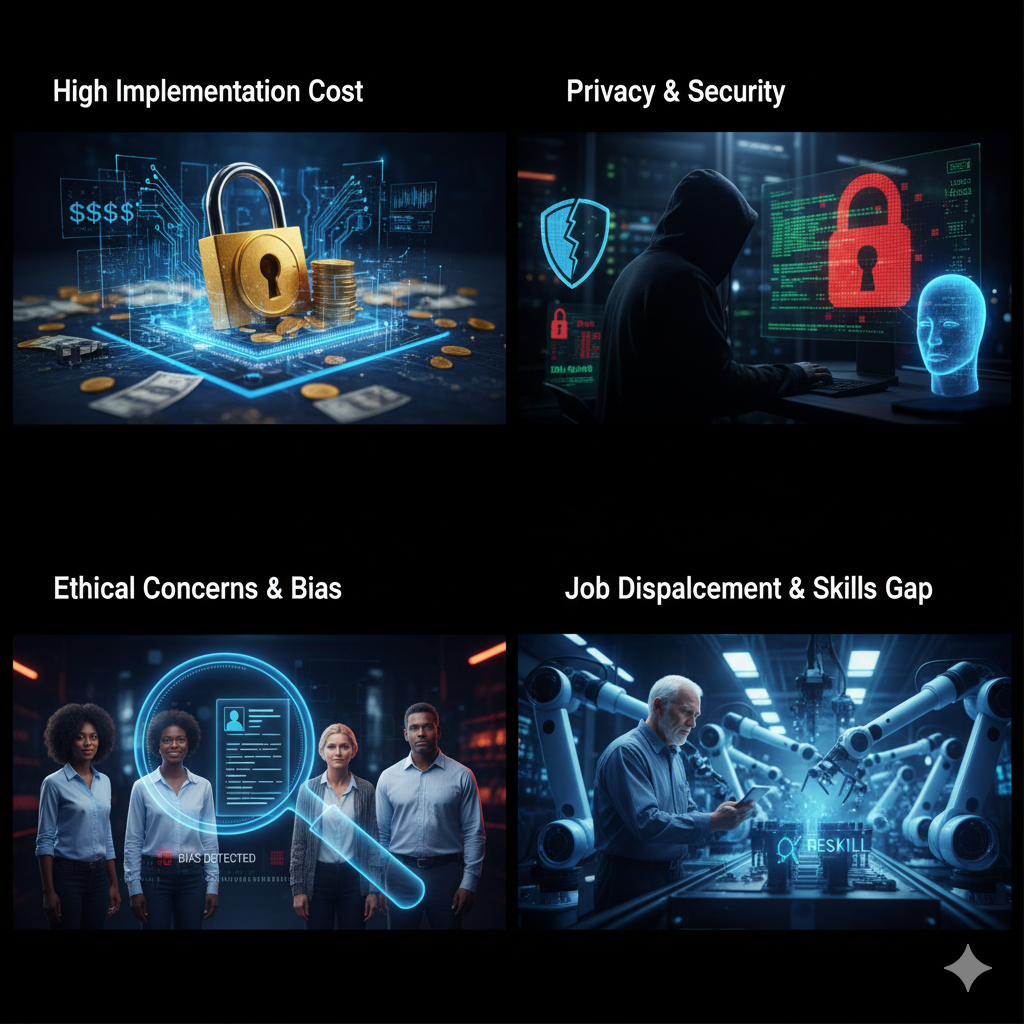 High Implementation Cost
Privacy & Security
$$$$
Ethical Concerns & Bias
Job Dispalcement & Skills Gap
BIAS DETECTED
RESKILL